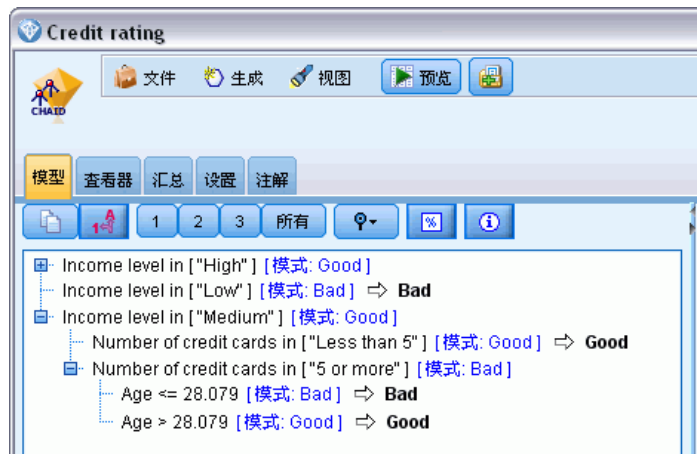 Credit rating
CHAID
文件 生成 视图 预览
模型 查看器 汇总 设置 注解
1 2 3 所有 %
Income level in ["High"] [模式: Good]
Income level in ["Low"] [模式: Bad] ⇨ Bad
Income level in ["Medium"] [模式: Good]
Number of credit cards in ["Less than 5"] [模式: Good] ⇨ Good
Number of credit cards in ["5 or more"] [模式: Bad]
Age <= 28.079 [模式: Bad] ⇨ Bad
Age > 28.079 [模式: Good] ⇨ Good